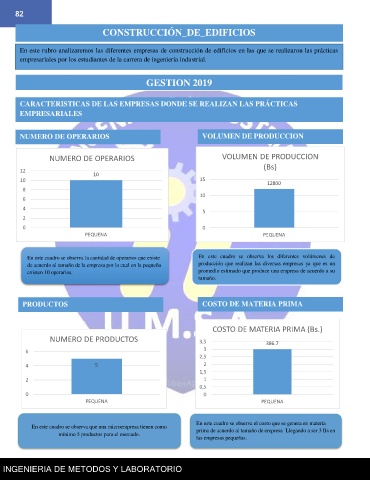 82
CONSTRUCCIÓN_DE_EDIFICIOS
En este rubro analizaremos las diferentes empresas de construcción de edificios en las que se realizaron las prácticas
empresariales por los estudiantes de la carrera de ingeniería industrial.
GESTION 2019
CARACTERISTICAS DE LAS EMPRESAS DONDE SE REALIZAN LAS PRÁCTICAS
EMPRESARIALES
NUMERO DE OPERARIOS
VOLUMEN DE PRODUCCION
NUMERO DE OPERARIOS
12
10
8
6
4
2
0
10
PEQUEÑA
VOLUMEN DE PRODUCCION
(Bs)
15
10
5
0
12800
PEQUEÑA
En este cuadro se observa la cantidad de operarios que existe
de acuerdo al tamaño de la empresa por lo cual en la pequeña
existen 10 operarios.
En este cuadro se observa los diferentes volúmenes de
producción que realizan las diversas empresas ya que es un
promedio estimado que produce una empresa de acuerdo a su
tamaño.
PRODUCTOS
COSTO DE MATERIA PRIMA
U.M.S.A.
NUMERO DE PRODUCTOS
6
4
2
0
5
PEQUEÑA
COSTO DE MATERIA PRIMA (Bs.)
3,5
3
2,5
2
1,5
1
0,5
0
386.7
PEQUEÑA
En este cuadro se observa que una microempresa tienen como
mínimo 5 productos para el mercado.
En este cuadro se observa el costo que se genera en materia
prima de acuerdo al tamaño de empresa. Llegando a ser 3 Bs en
las empresas pequeñas.
INGENIERIA DE METODOS Y LABORATORIO